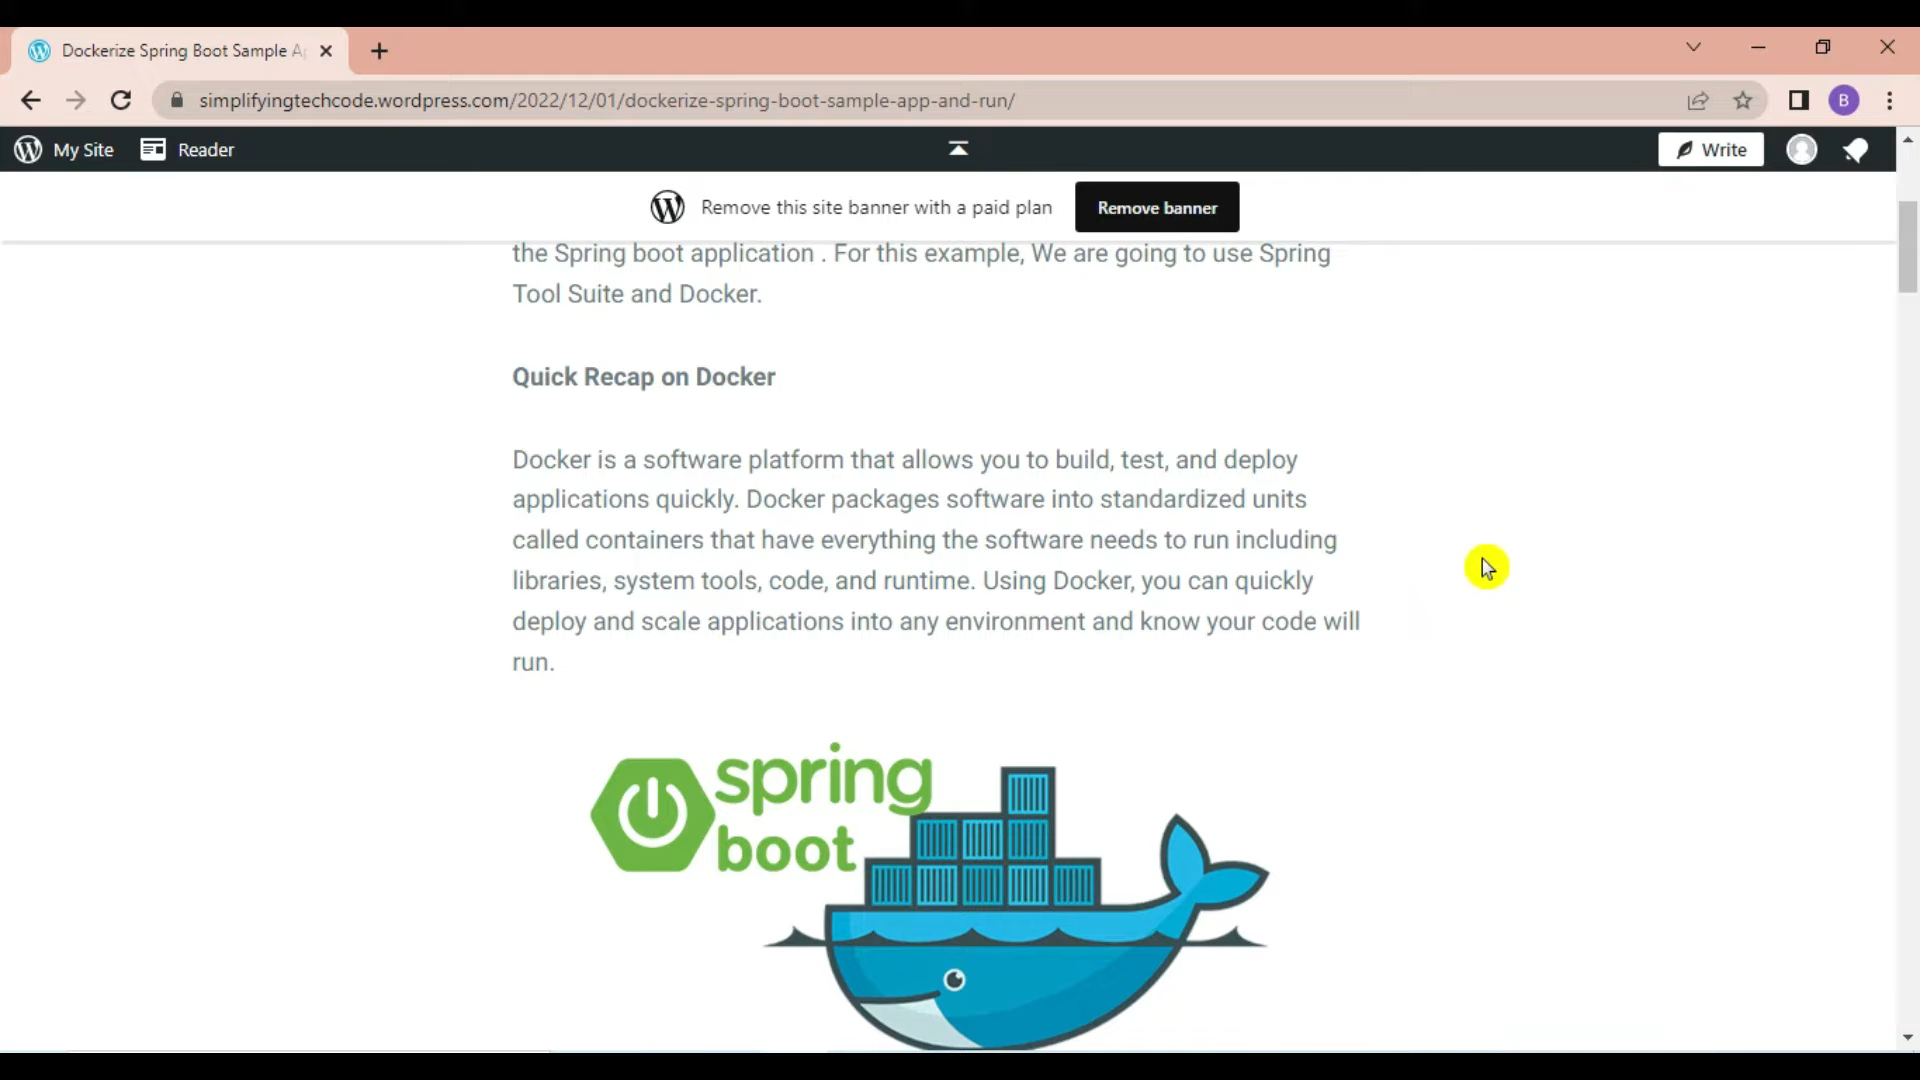 Dockerize Spring Boot Sample A
simplifyingtechcode.wordpress.com/2022/12/01/dockerize-spring-boot-sample-app-and-run/
B
My Site
Reader
Write
Remove this site banner with a paid plan
Remove banner
the Spring boot application . For this example, We are going to use Spring
Tool Suite and Docker.
Quick Recap on Docker
Docker is a software platform that allows you to build, test, and deploy
applications quickly. Docker packages software into standardized units
called containers that have everything the software needs to run including
libraries, system tools, code, and runtime. Using Docker, you can quickly
deploy and scale applications into any environment and know your code will
run.
spring
boot